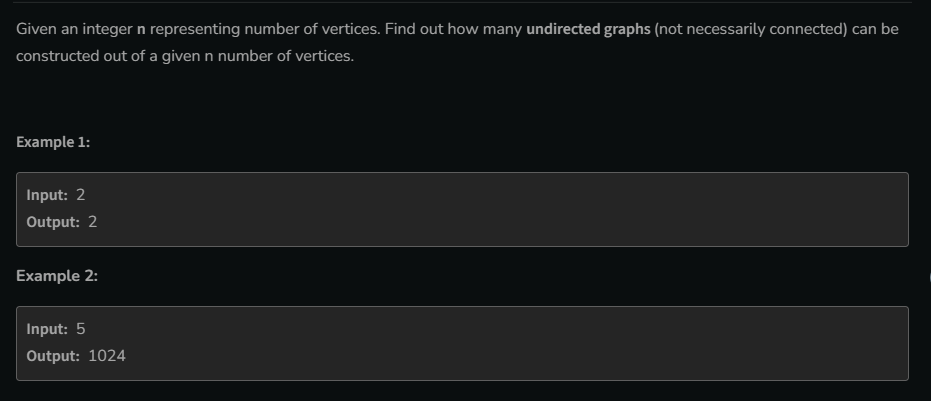 Given an integer n representing number of vertices. Find out how many undirected graphs (not necessarily connected) can be
constructed out of a given n number of vertices.
Example 1:
Input: 2
Output: 2
Example 2:
Input: 5
Output: 1024